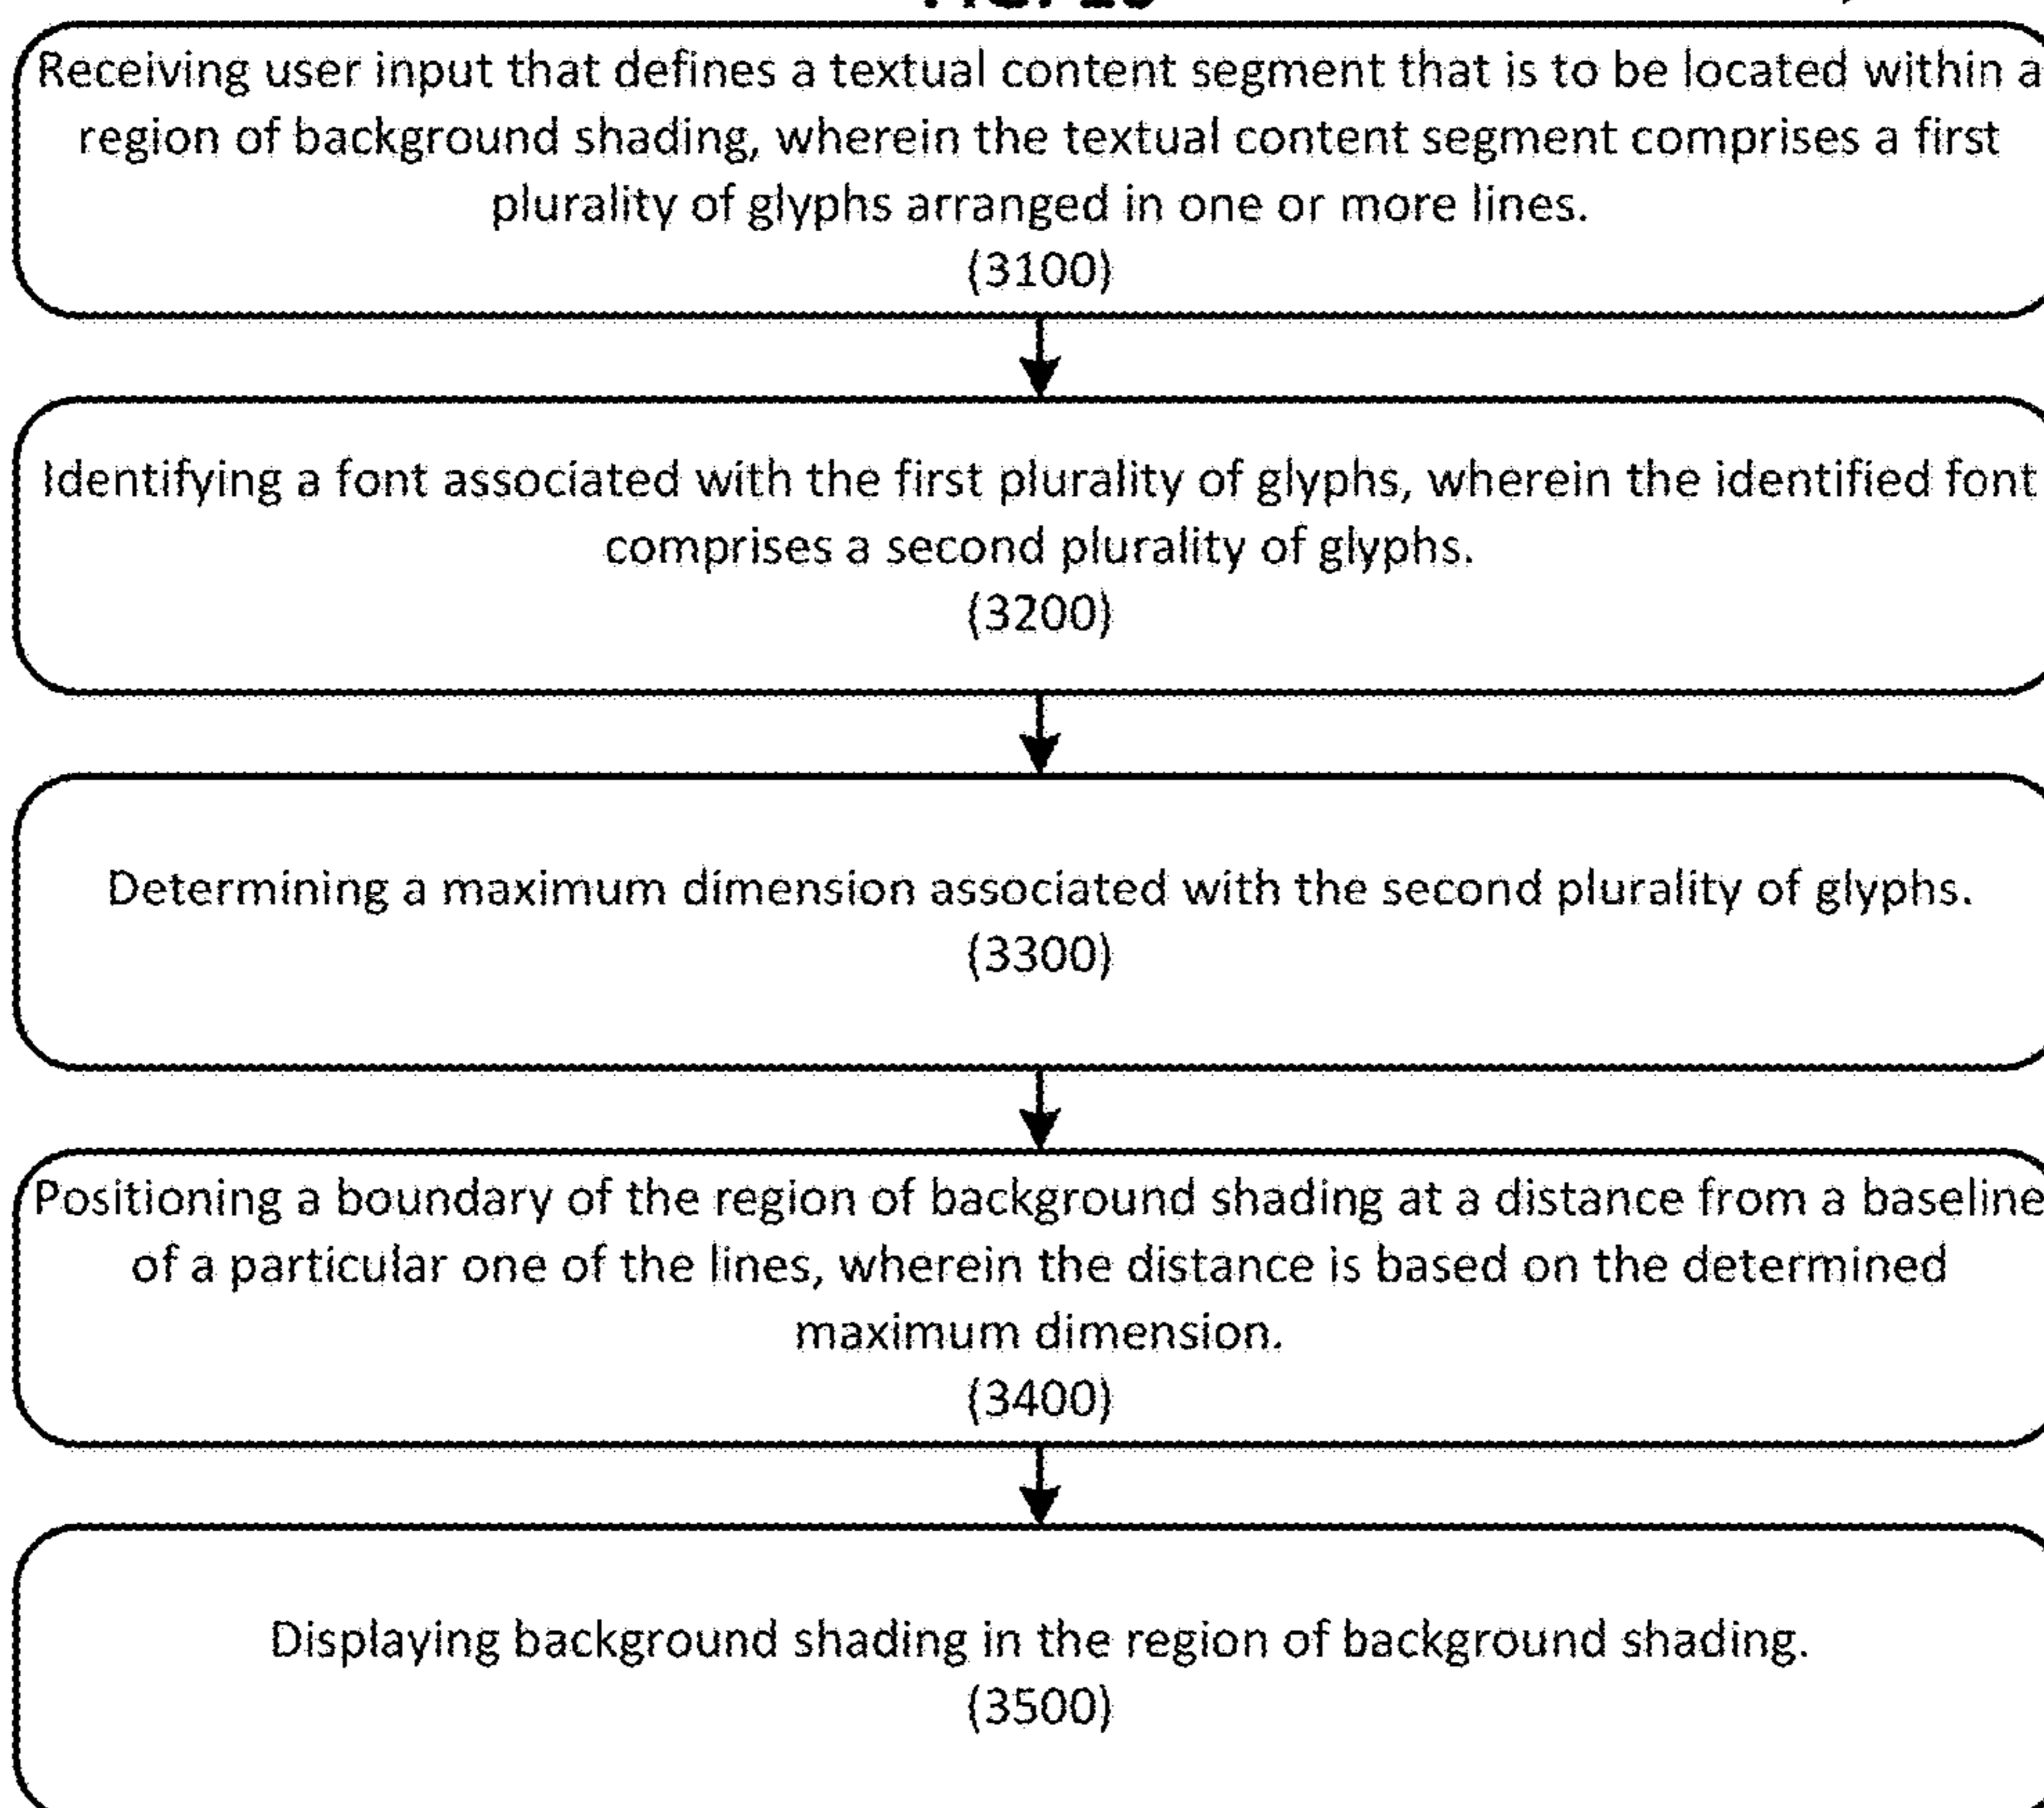 Receiving user input that defines a textual content segment that is to be located within a
region of background shading, wherein the textual content segment comprises a first
plurality of glyphs arranged in one or more lines.
(3100)
Identifying a font associated with the first plurality of glyphs, wherein the identified font
comprises a second plurality of glyphs.
(3200)
Determining a maximum dimension associated with the second plurality of glyphs.
(3300)
Positioning a boundary of the region of background shading at a distance from a baseline
of a particular one of the lines, wherein the distance is based on the determined
maximum dimension.
(3400)
Displaying background shading in the region of background shading.
(3500)